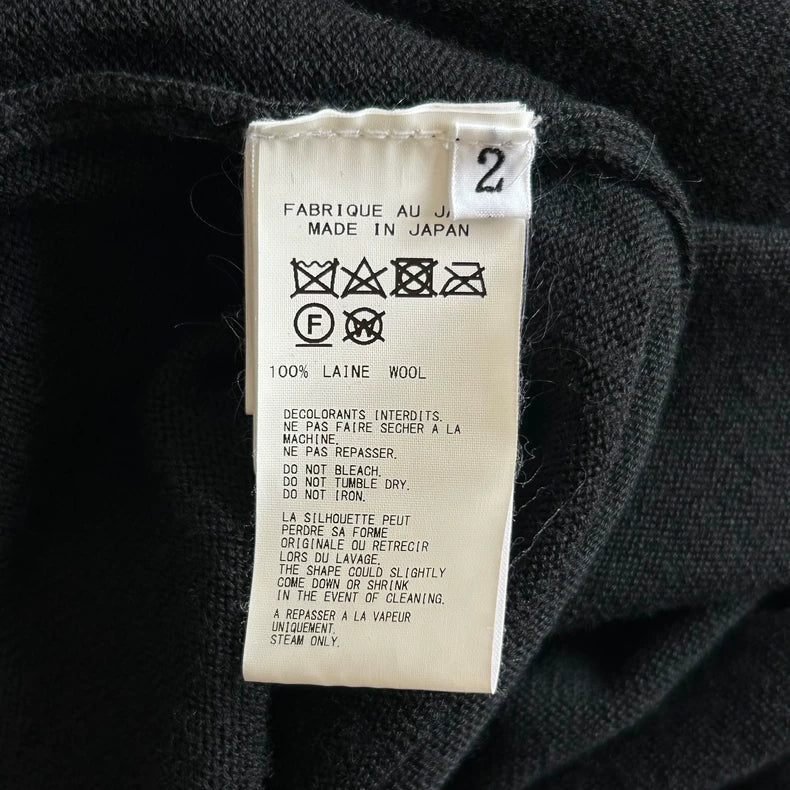 2
FABRIQUE AU
MADE IN JAPAN
F
W
100% LAINE WOOL
DECOLORANTS INTERDITS.
NE PAS FAIRE SECHER A LA
MACHINE.
NE PAS REPASSER.
DO NOT BLEACH.
DO NOT TUMBLE DRY.
DO NOT IRON.
LA SILHOUETTE PEUT
PERDRE SA FORME
ORIGINALE OU RETRECIR
LORS DU LAVAGE.
THE SHAPE COULD SLIGHTLY
COME DOWN OR SHRINK
IN THE EVENT OF CLEANING.
A REPASSER A LA VAPEUR
UNIQUEMENT.
STEAM ONLY.